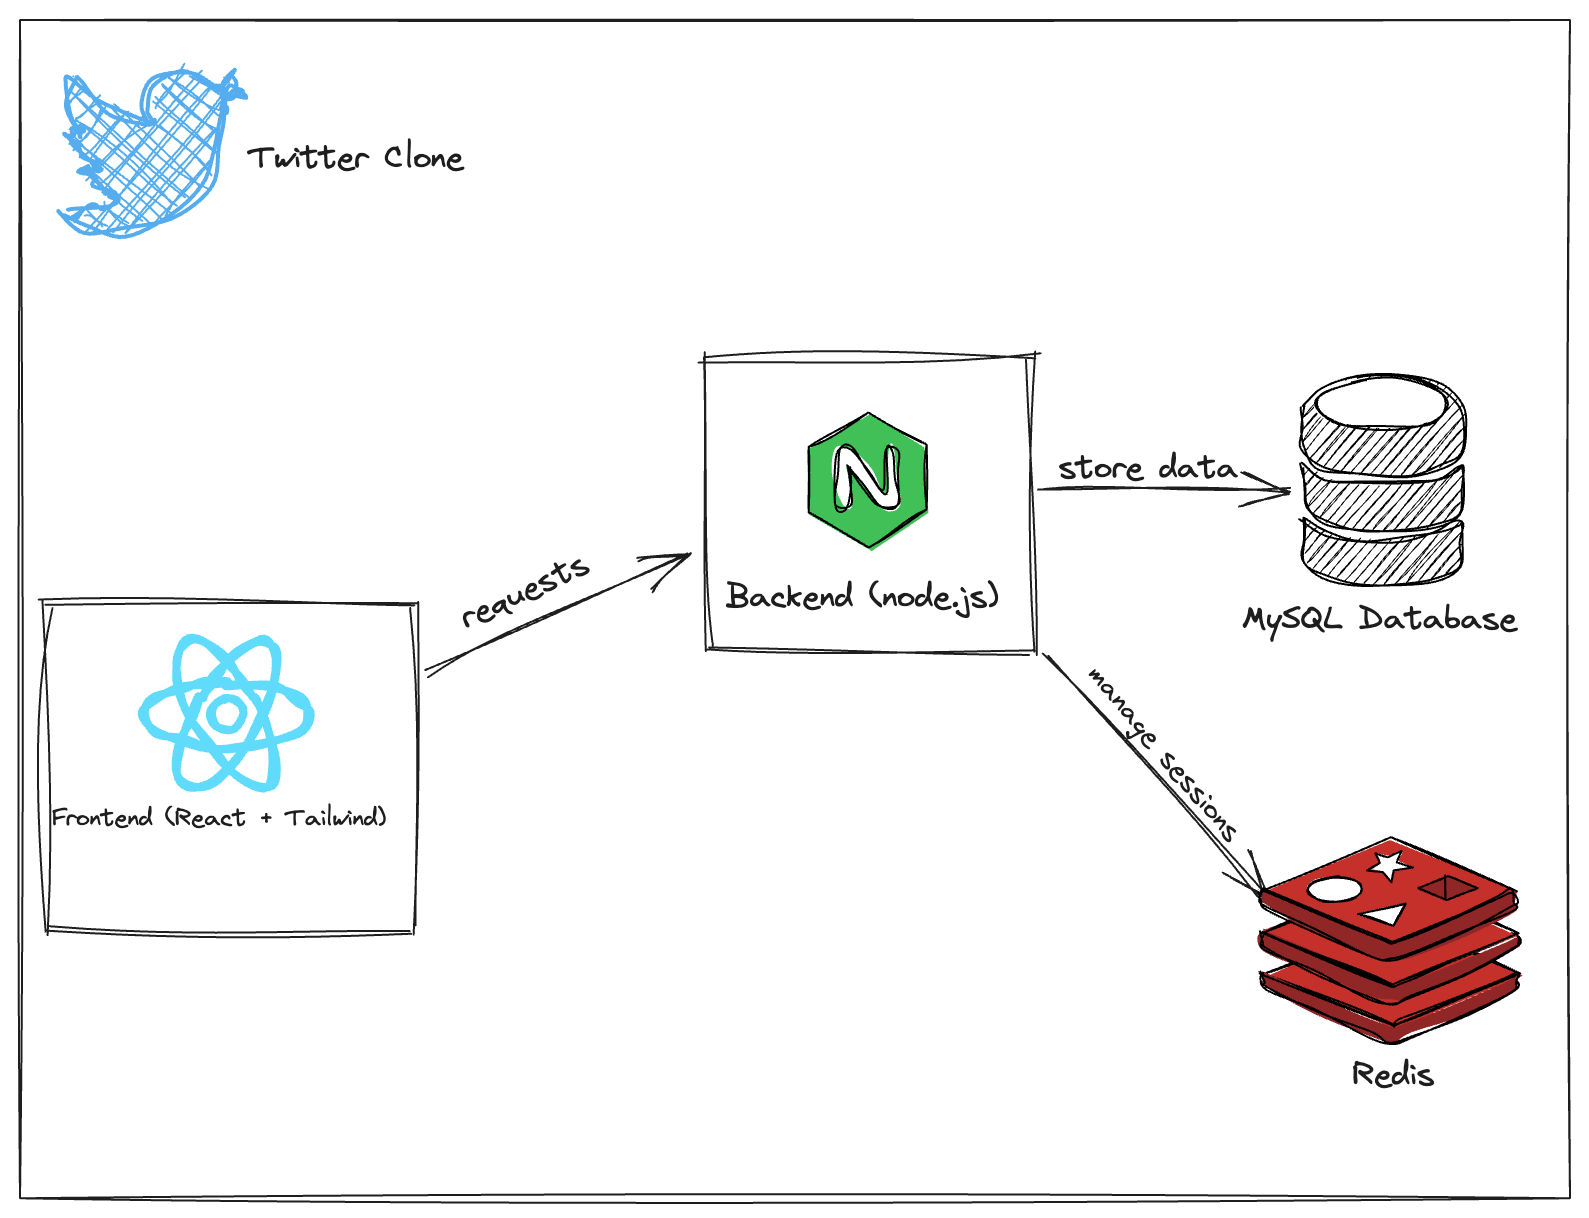 Twitter Clone
N
Backend (node.js)
store data
MySQL Database
requests
Frontend (React + Tailwind)
manage sessions
Redis